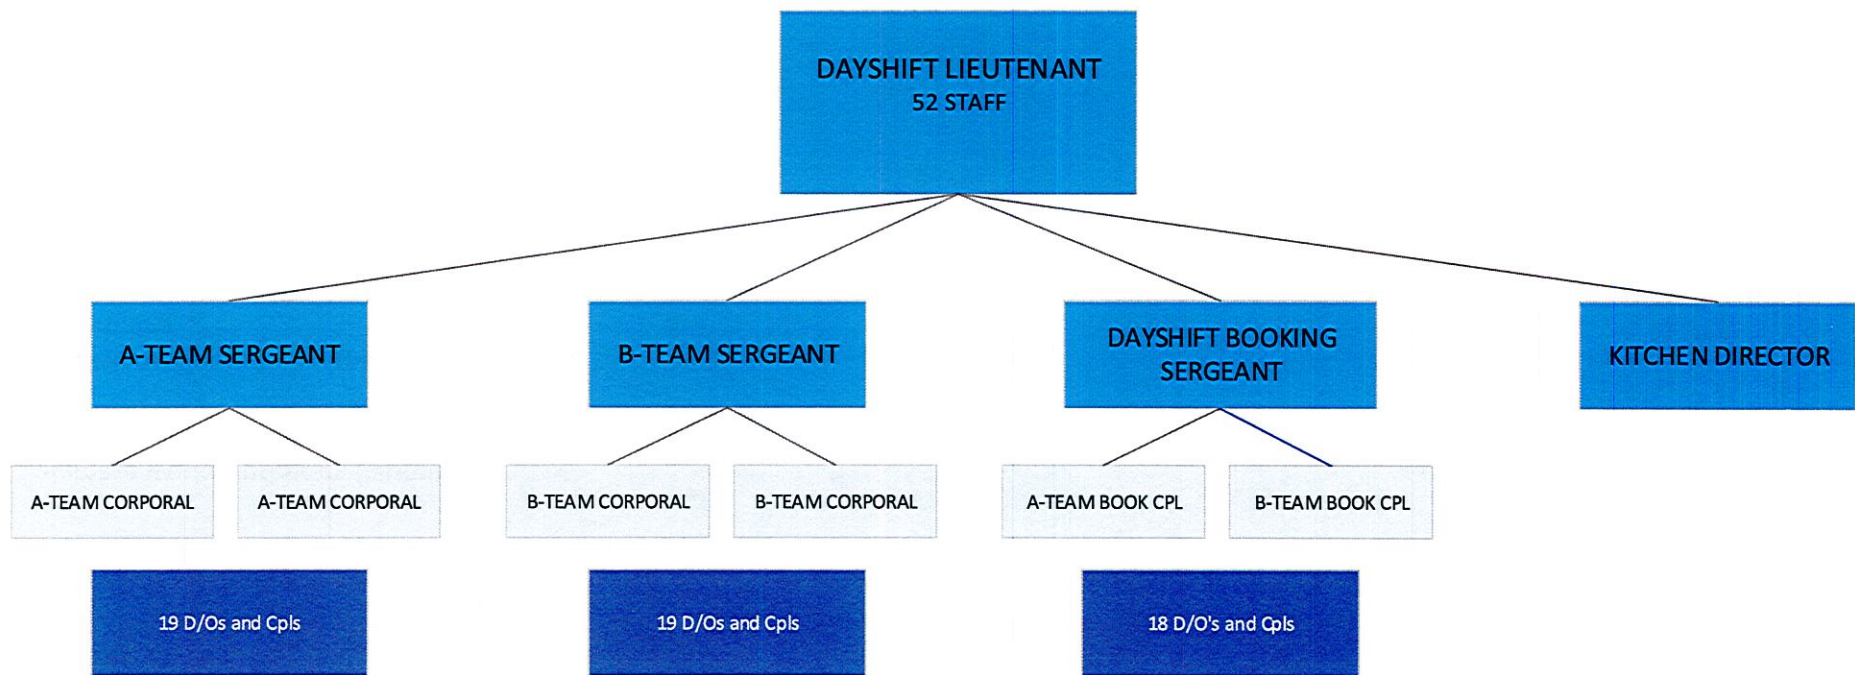 DAYSHIFT LIEUTENANT
52 STAFF
A-TEAM SERGEANT
B-TEAM SERGEANT
DAYSHIFT BOOKING
SERGEANT
KITCHEN DIRECTOR
A-TEAM CORPORAL
A-TEAM CORPORAL
B-TEAM CORPORAL
B-TEAM CORPORAL
A-TEAM BOOK CPL
B-TEAM BOOK CPL
19 D/Os and Cpls
19 D/Os and Cpls
18 D/O's and Cpls